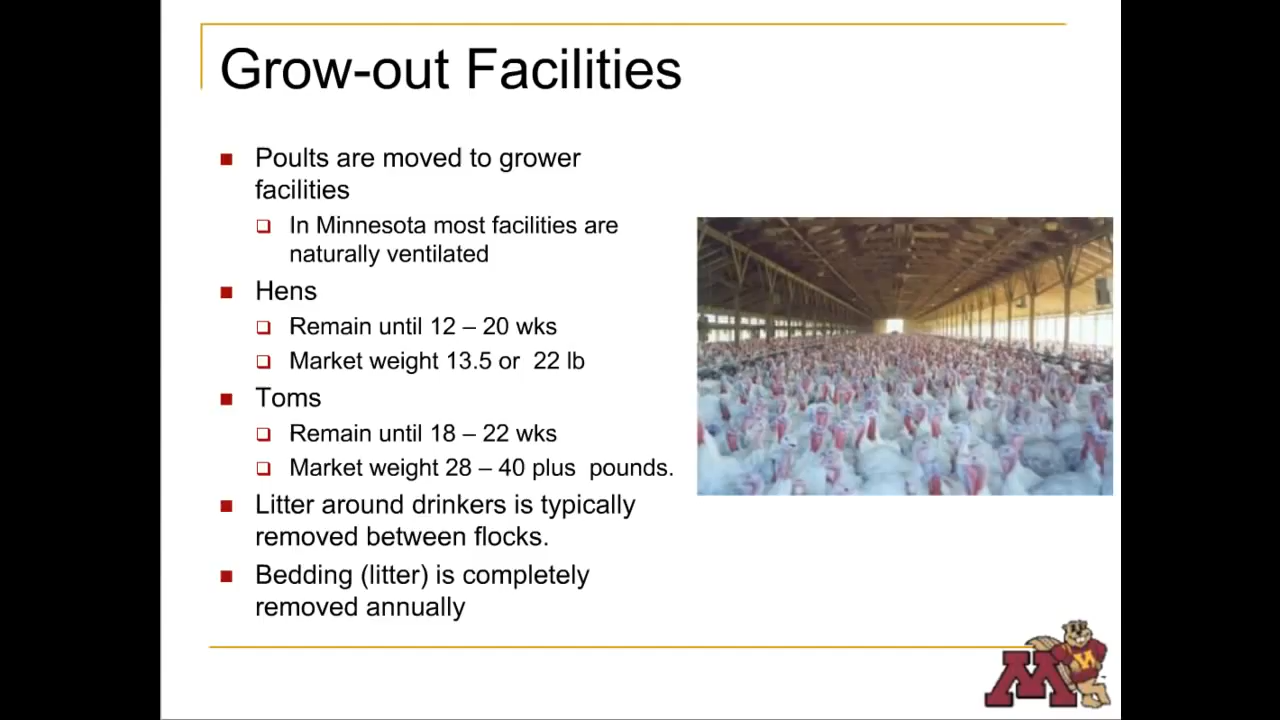 Grow-out Facilities
Poults are moved to grower
facilities
In Minnesota most facilities are
naturally ventilated
Hens
Remain until 12 – 20 wks
Market weight 13.5 or 22 lb
Toms
Remain until 18 – 22 wks
Market weight 28 – 40 plus pounds.
Litter around drinkers is typically
removed between flocks.
Bedding (litter) is completely
removed annually
M